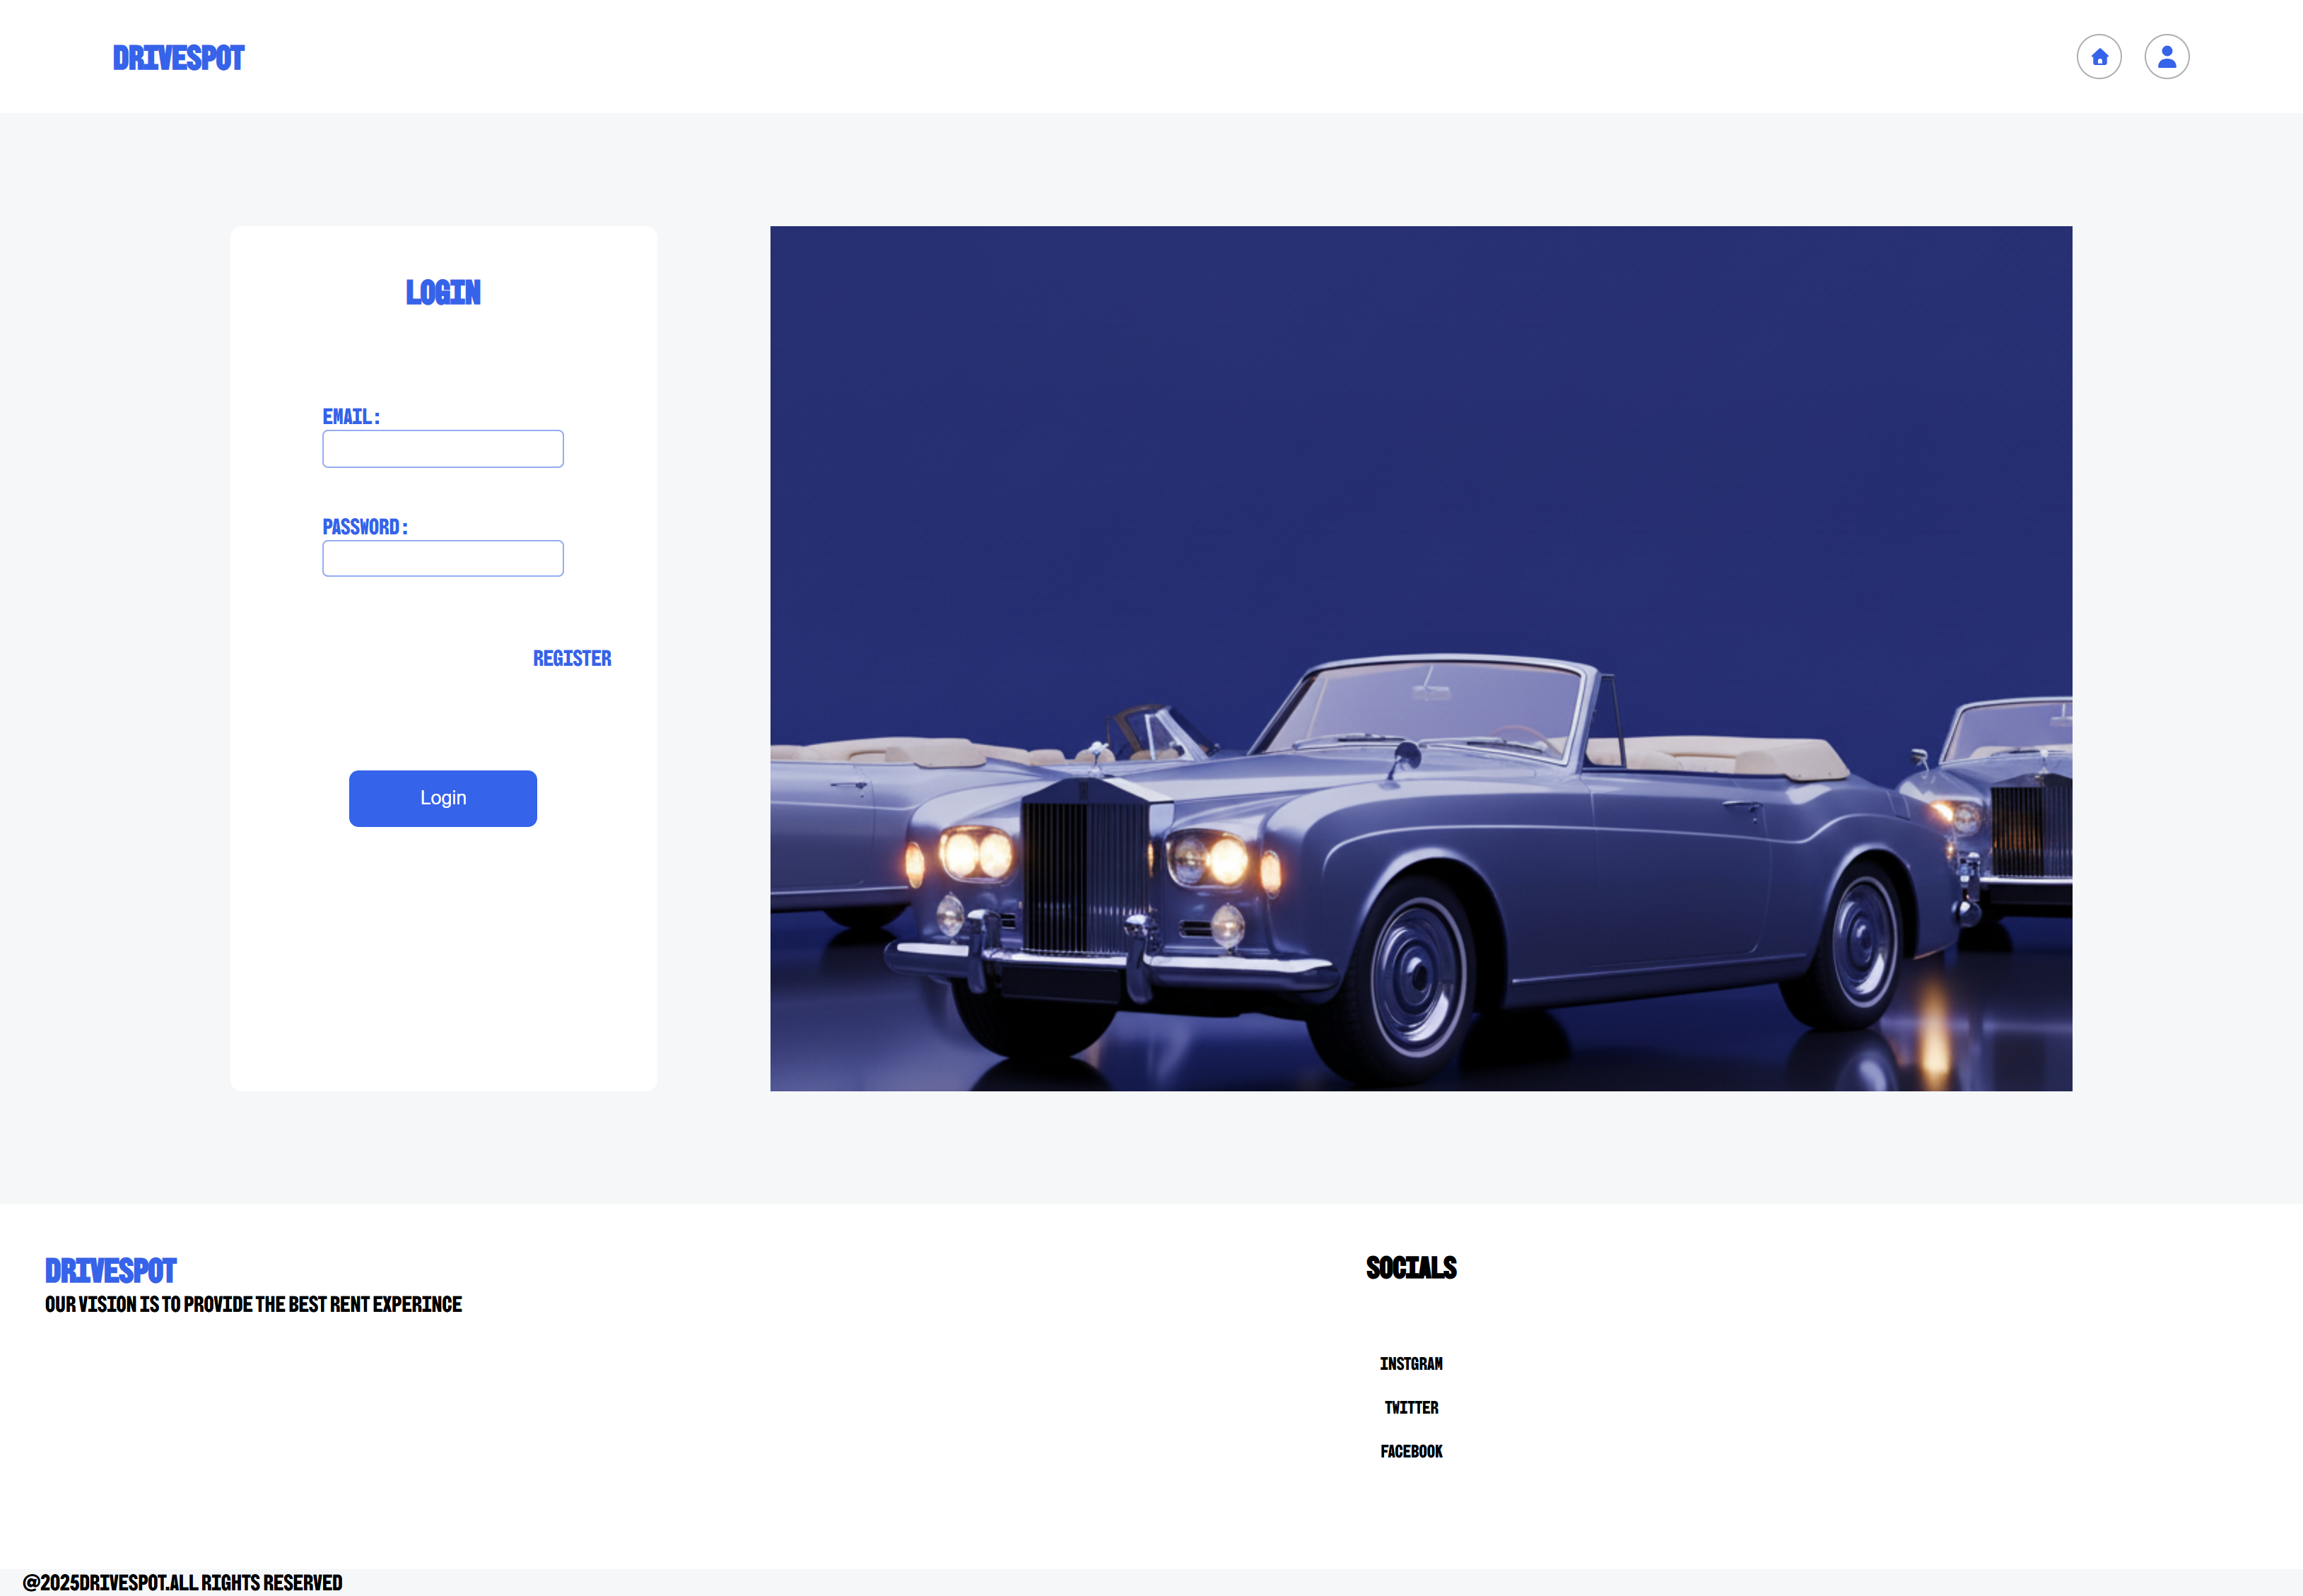 DRIVESPOT
LOGIN
EMAIL:
PASSWORD:
REGISTER
Login
DRIVESPOT
OUR VISION IS TO PROVIDE THE BEST RENT EXPERINCE
SOCIALS
INSTGRAM
TWITTER
FACEBOOK
@2025DRIVESPOT.ALL RIGHTS RESERVED